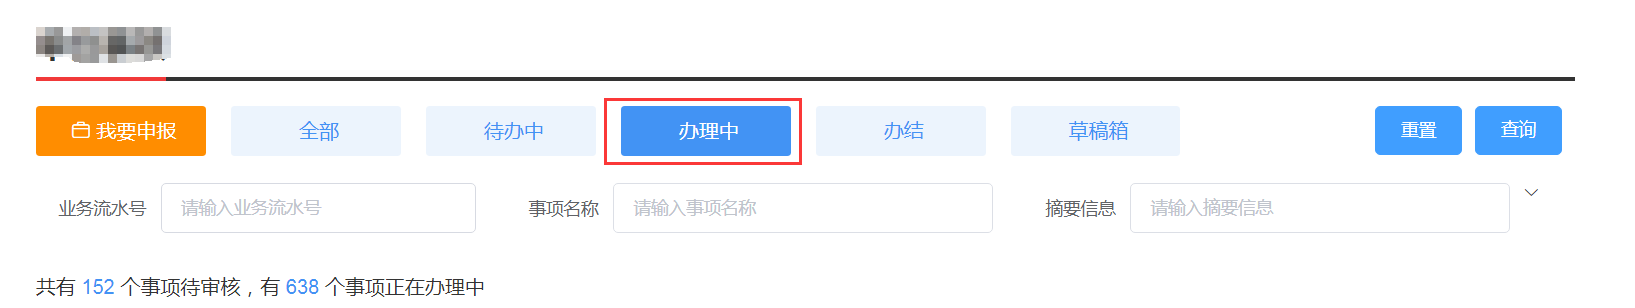 我要申报 全部 待办中 办理中 办结 草稿箱 重置 查询
业务流水号 请输入业务流水号 事项名称 请输入事项名称 摘要信息 请输入摘要信息
共有 152 个事项待审核，有 638 个事项正在办理中